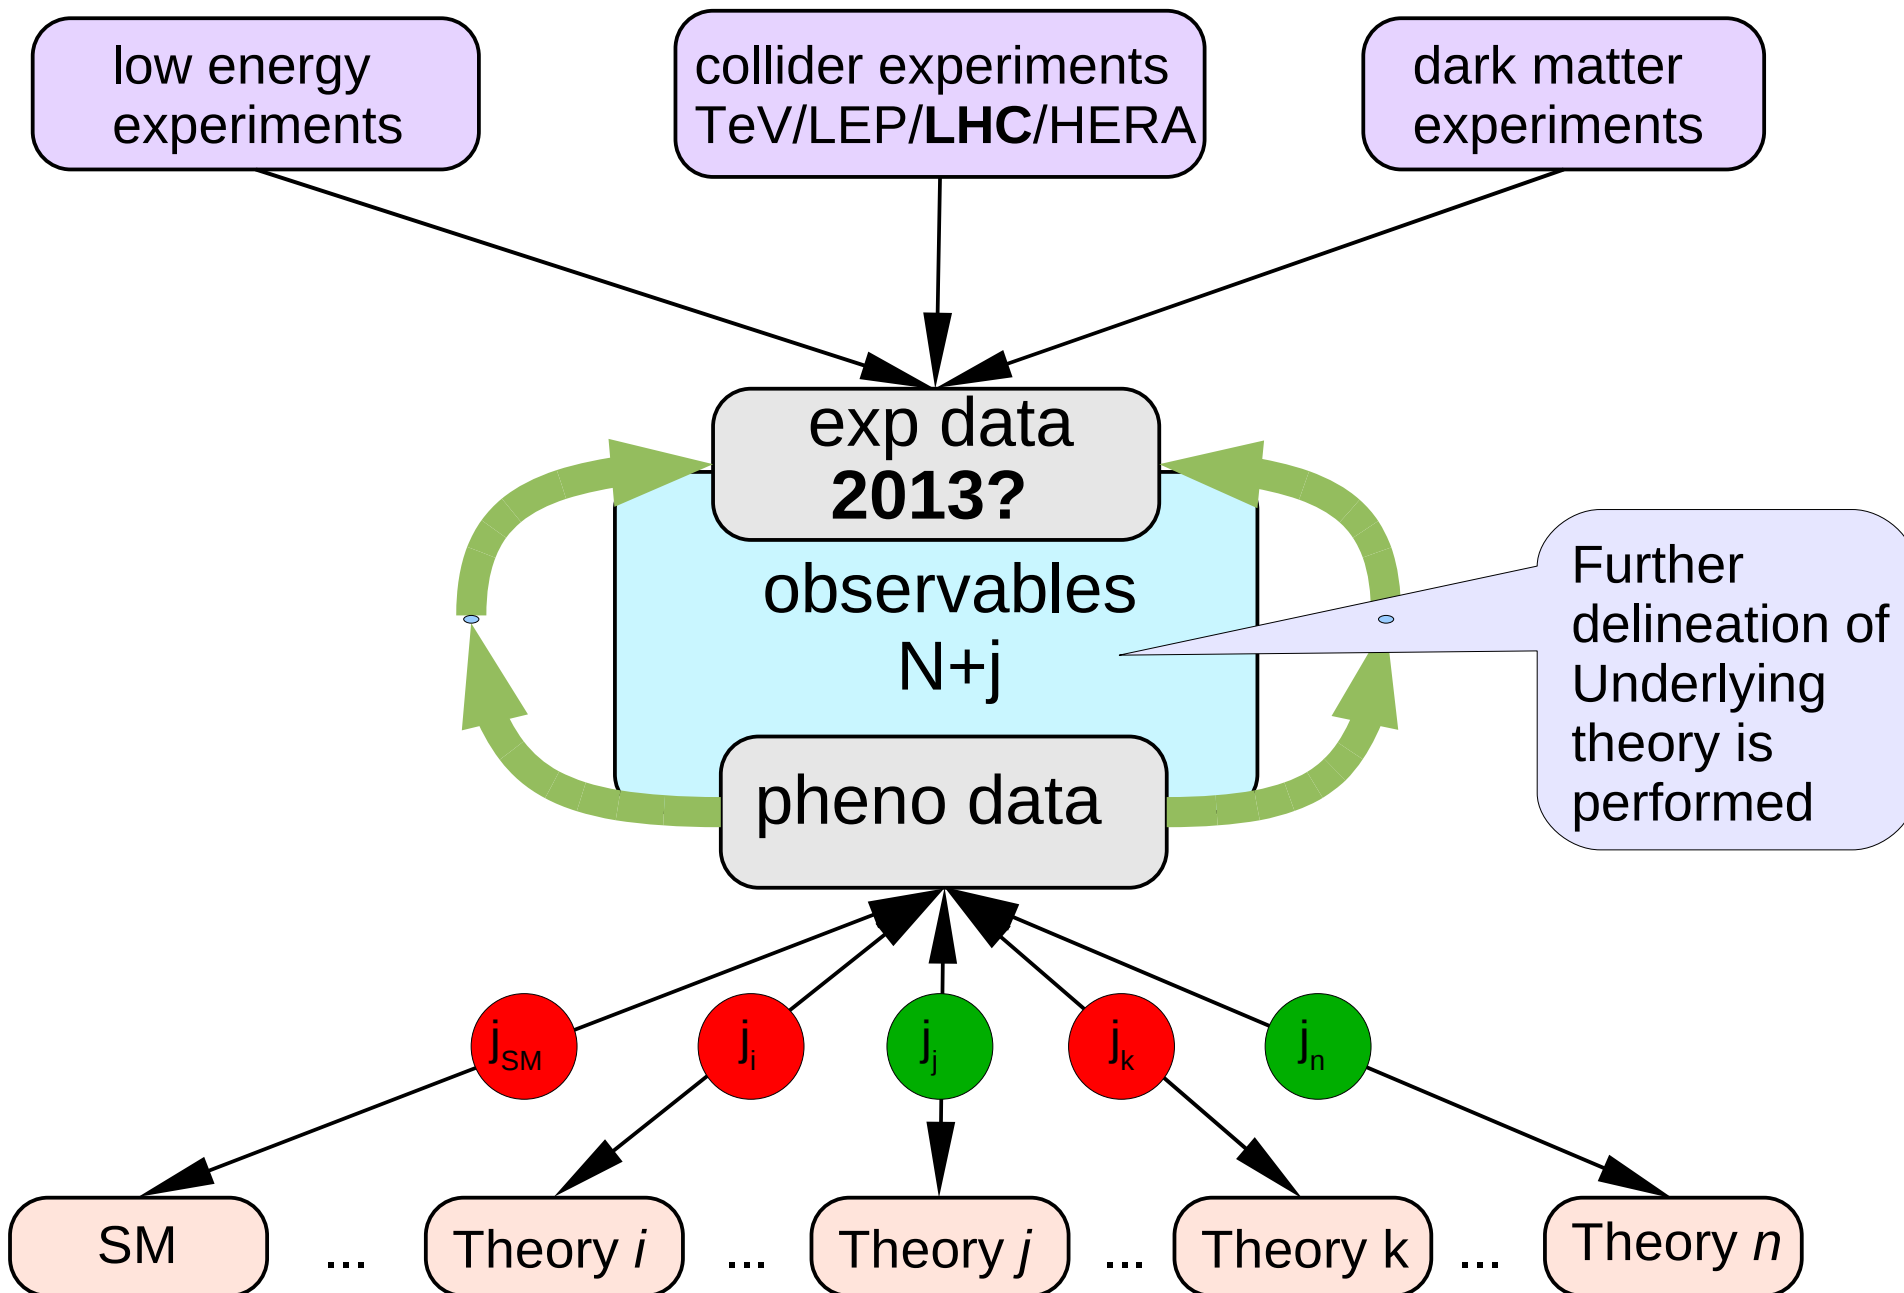 low energy
experiments
collider experiments
TeV/LEP/LHC/HERA
dark matter
experiments
exp data
2013?
observables
N+j
Further
delineation of
Underlying
theory is
performed
pheno data
jSM
ji
jj
jk
jn
SM
...
Theory i
...
Theory j
...
Theory k
...
Theory n